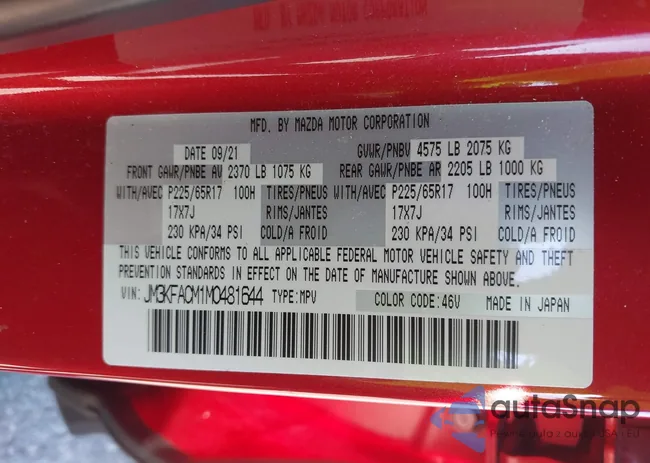 MFD. BY MAZDA MOTOR CORPORATION
DATE 09/21 GVWR/PNBV 4575 LB 2075 KG
FRONT GAWR/PNBE AV 2370 LB 1075 KG REAR GAWR/PNBE AR 2205 LB 1000 KG
WITH/AVEC P225/65R17 100H TIRES/PNEUS WITH/AVEC P225/65R17 100H TIRES/PNEUS
17X7J RIMS/JANTES 17X7J RIMS/JANTES
230 KPA/34 PSI COLD/A FROID 230 KPA/34 PSI COLD/A FROID
THIS VEHICLE CONFORMS TO ALL APPLICABLE FEDERAL MOTOR VEHICLE SAFETY AND THEFT
PREVENTION STANDARDS IN EFFECT ON THE DATE OF MANUFACTURE SHOWN ABOVE.
VIN: JM3KFACM1M0481544 TYPE: MPV COLOR CODE: 46V MADE IN JAPAN
autoSnap